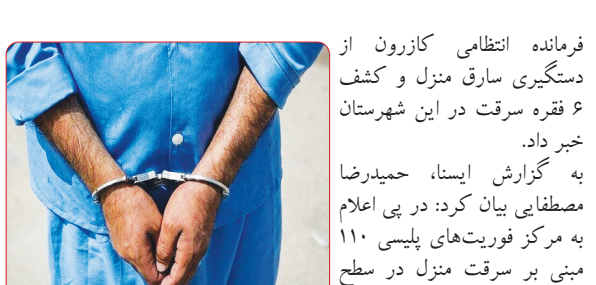 فرمانده انتظامی کازرون از
دستگیری سارق منزل و کشف
۶ فقره سرقت در این شهرستان
خبر داد.
به گزارش ایسنا، حمیدرضا
مصطفایی بیان کرد: در پی اعلام
به مرکز فوریت‌های پلیسی ۱۱۰
مبنی بر سرقت منزل در سطح